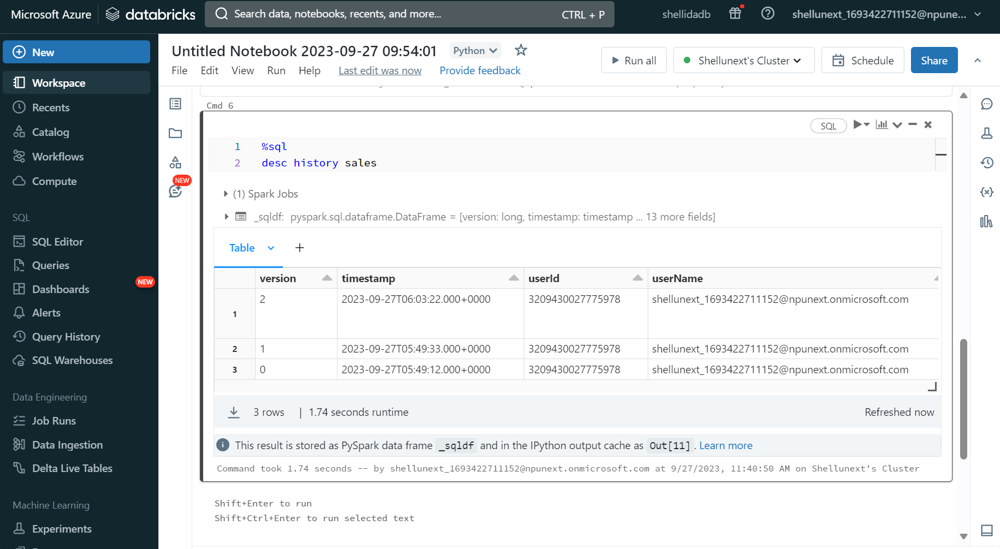 Microsoft Azure databricks Search data, notebooks, recents, and more... CTRL + P shellidadb shellunext_1693422711152@npune...
New
Workspace
Recents
Catalog
Workflows
Compute
SQL
SQL Editor
Queries
NEW
Dashboards
Alerts
Query History
SQL Warehouses
Data Engineering
Job Runs
Data Ingestion
Delta Live Tables
Machine Learning
Experiments
Untitled Notebook 2023-09-27 09:54:01 Python
Run all Shellunext's Cluster Schedule Share
File Edit View Run Help Last edit was now Provide feedback
NEW
Cmd 6
SQL
1 %sql
2 desc history sales
(1) Spark Jobs
_sqldf: pyspark.sql.dataframe.DataFrame = [version: long, timestamp: timestamp ... 13 more fields]
Table +
version timestamp userId userName
1 2 2023-09-27T06:03:22.000+0000 3209430027775978 shellunext_1693422711152@npunext.onmicrosoft.com
2 1 2023-09-27T05:49:33.000+0000 3209430027775978 shellunext_1693422711152@npunext.onmicrosoft.com
3 0 2023-09-27T05:49:12.000+0000 3209430027775978 shellunext_1693422711152@npunext.onmicrosoft.com
3 rows | 1.74 seconds runtime Refreshed now
This result is stored as PySpark data frame _sqldf and in the IPython output cache as Out[11] . Learn more
Command took 1.74 seconds -- by shellunext_1693422711152@npunext.onmicrosoft.com at 9/27/2023, 11:40:50 AM on Shellunext's Cluster
Shift+Enter to run
Shift+Ctrl+Enter to run selected text